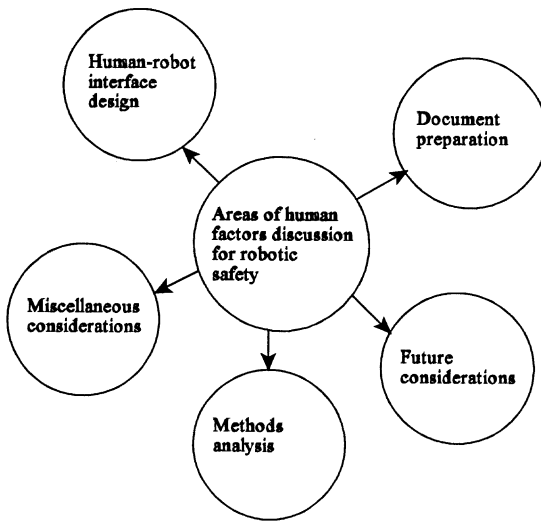 Human-robot
interface
design
Document
preparation
Areas of human
factors discussion
for robotic
safety
Miscellaneous
considerations
Future
considerations
Methods
analysis